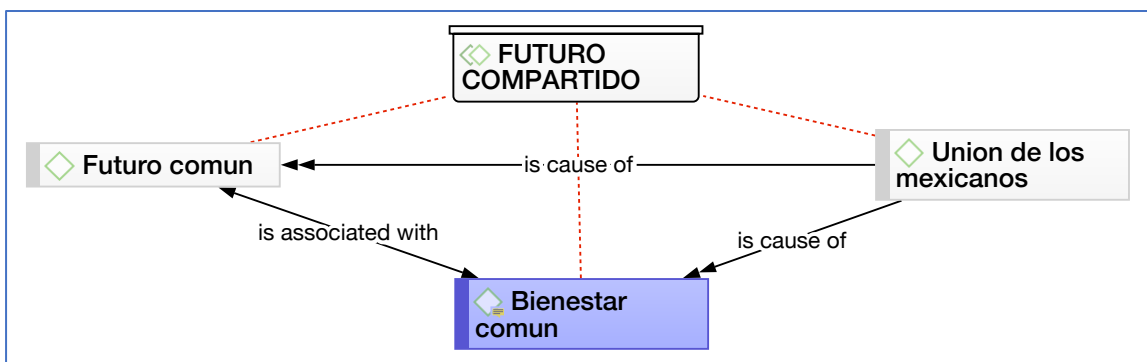 FUTURO
COMPARTIDO
Futuro comun
is cause of
Union de los
mexicanos
is associated with
is cause of
Bienestar
comun